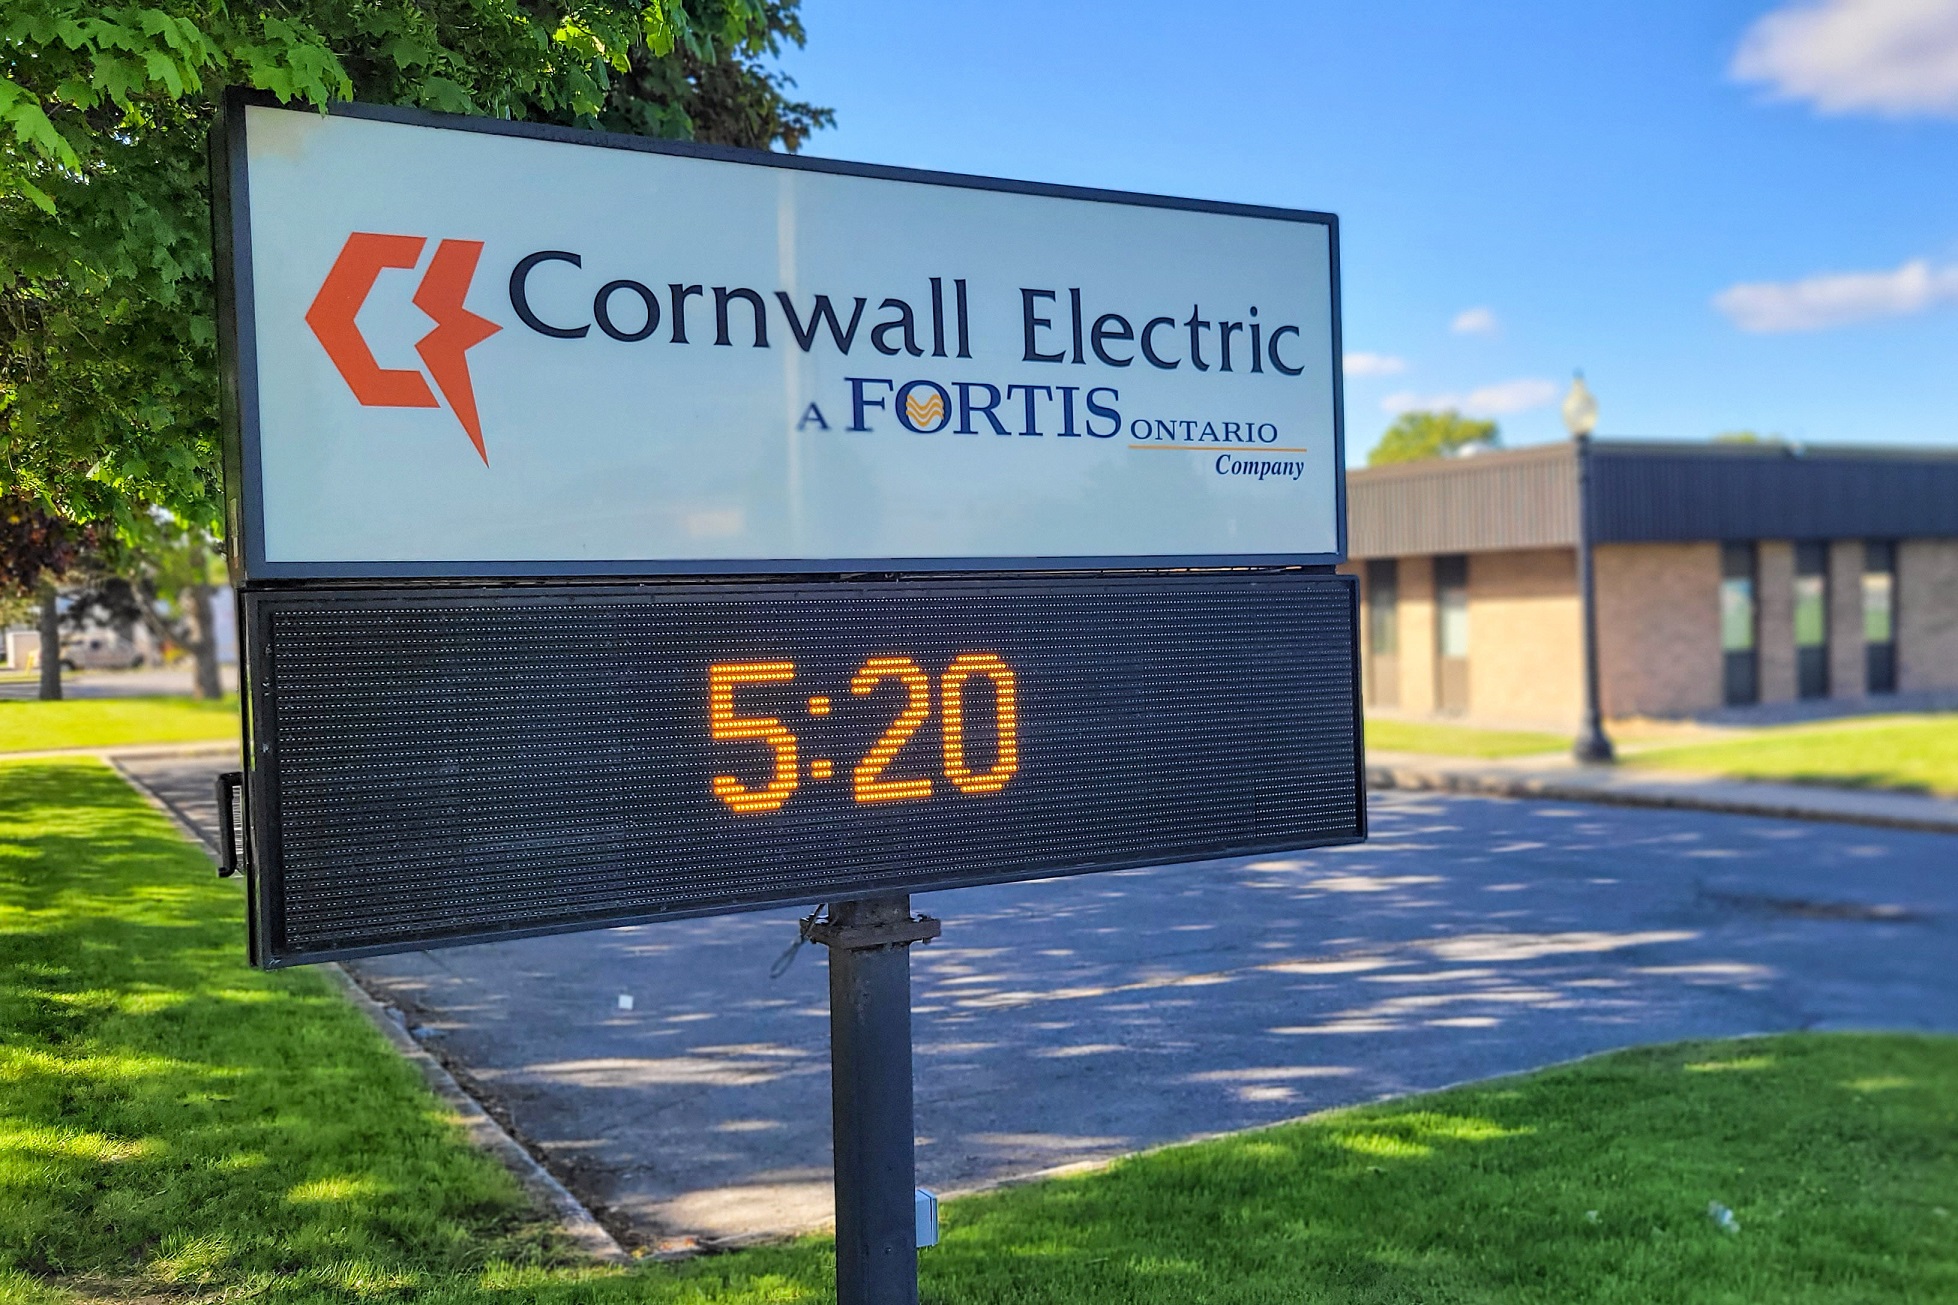 Cornwall Electric
A FORTIS ONTARIO
Company
5:20